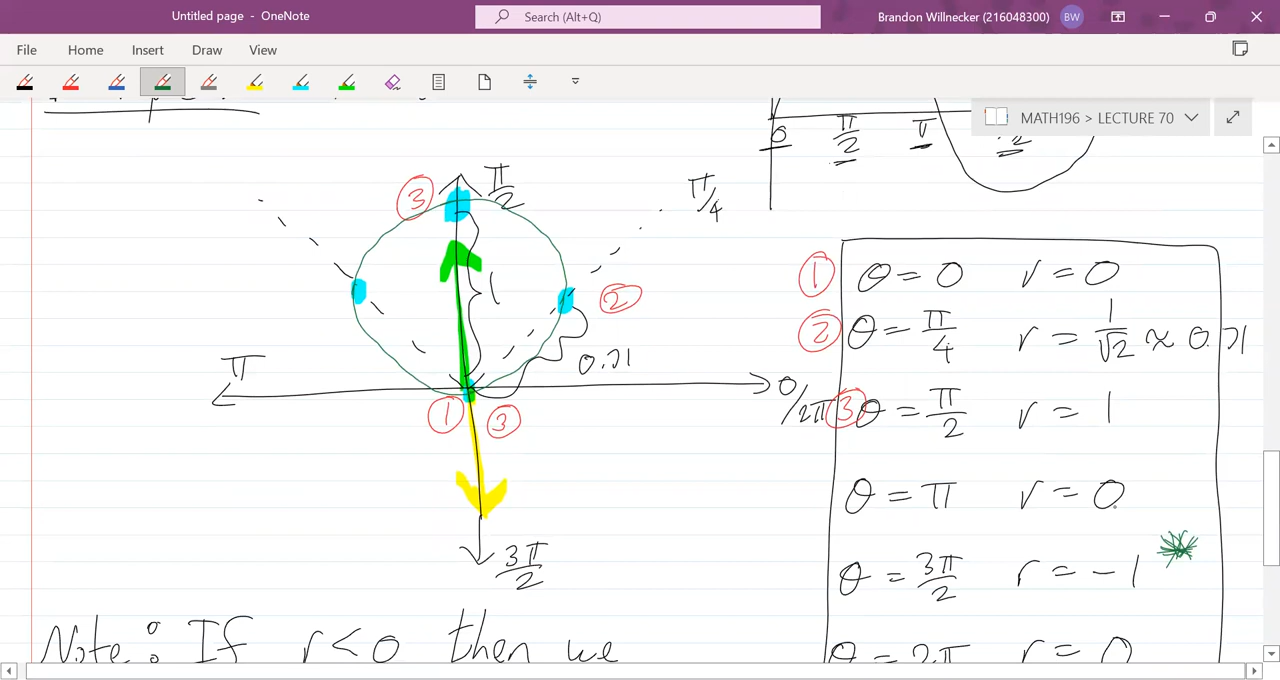 Untitled page - OneNote
Search (Alt+Q)
Brandon Willnecker (216048300)
BW
File
Home
Insert
Draw
View
MATH196 > LECTURE 70
0
π/2
π
③
π/2
π/4
1
②
π
0.71
0/2π
①
③
3π/2
① θ = 0 r = 0
② θ = π/4 r = 1/√2 ≈ 0.71
③ θ = π/2 r = 1
θ = π r = 0
θ = 3π/2 r = -1
θ = 2π r = 0
Note: If r < 0 then we